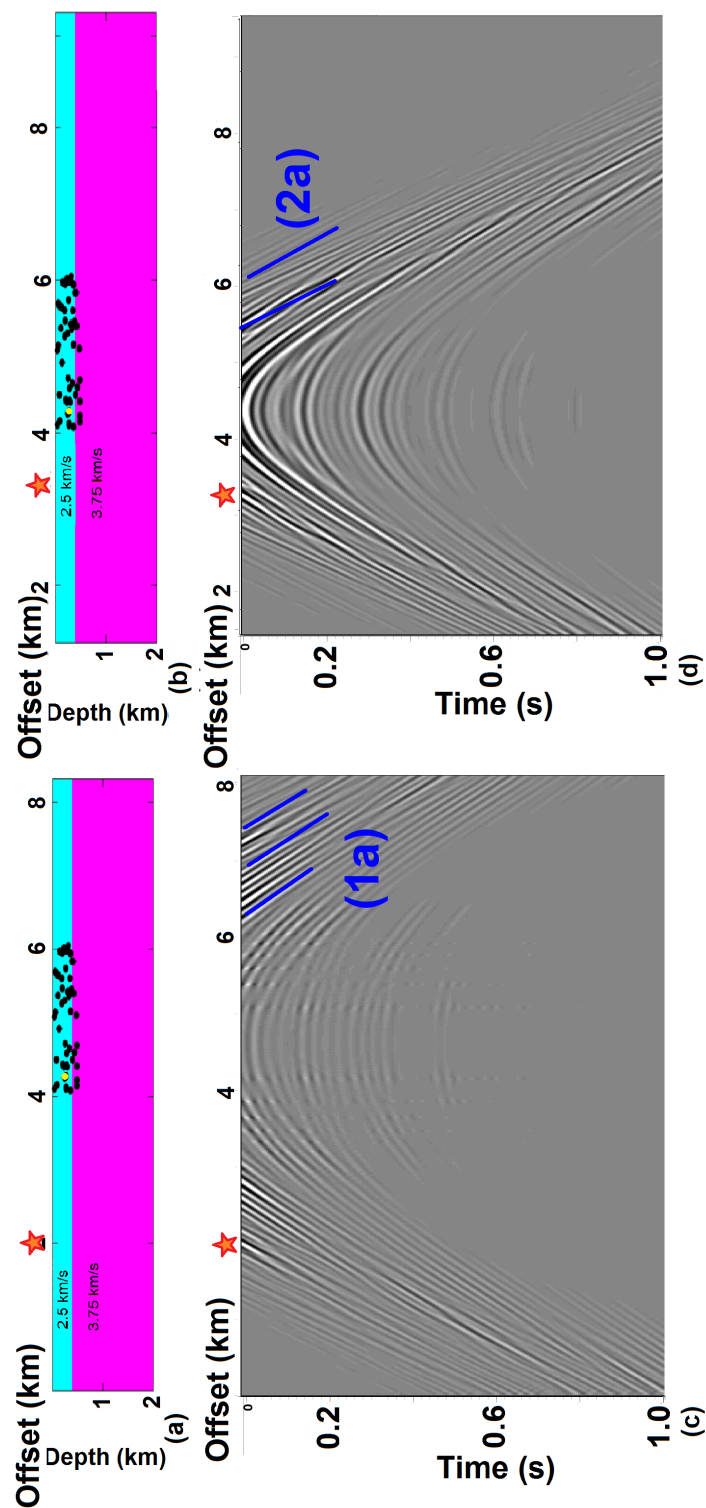 Offset (km) 4 6 8
2.5 km/s
3.75 km/s
Depth (km)
1
2
(a)
Offset (km) 2 4 6 8
2.5 km/s
3.75 km/s
Depth (km)
1
2
(b)
Offset (km) 4 6 8
0
0.2
0.6
1.0
Time (s)
(1a)
(c)
Offset (km) 2 4 6 8
0
0.2
0.6
1.0
Time (s)
(2a)
(d)